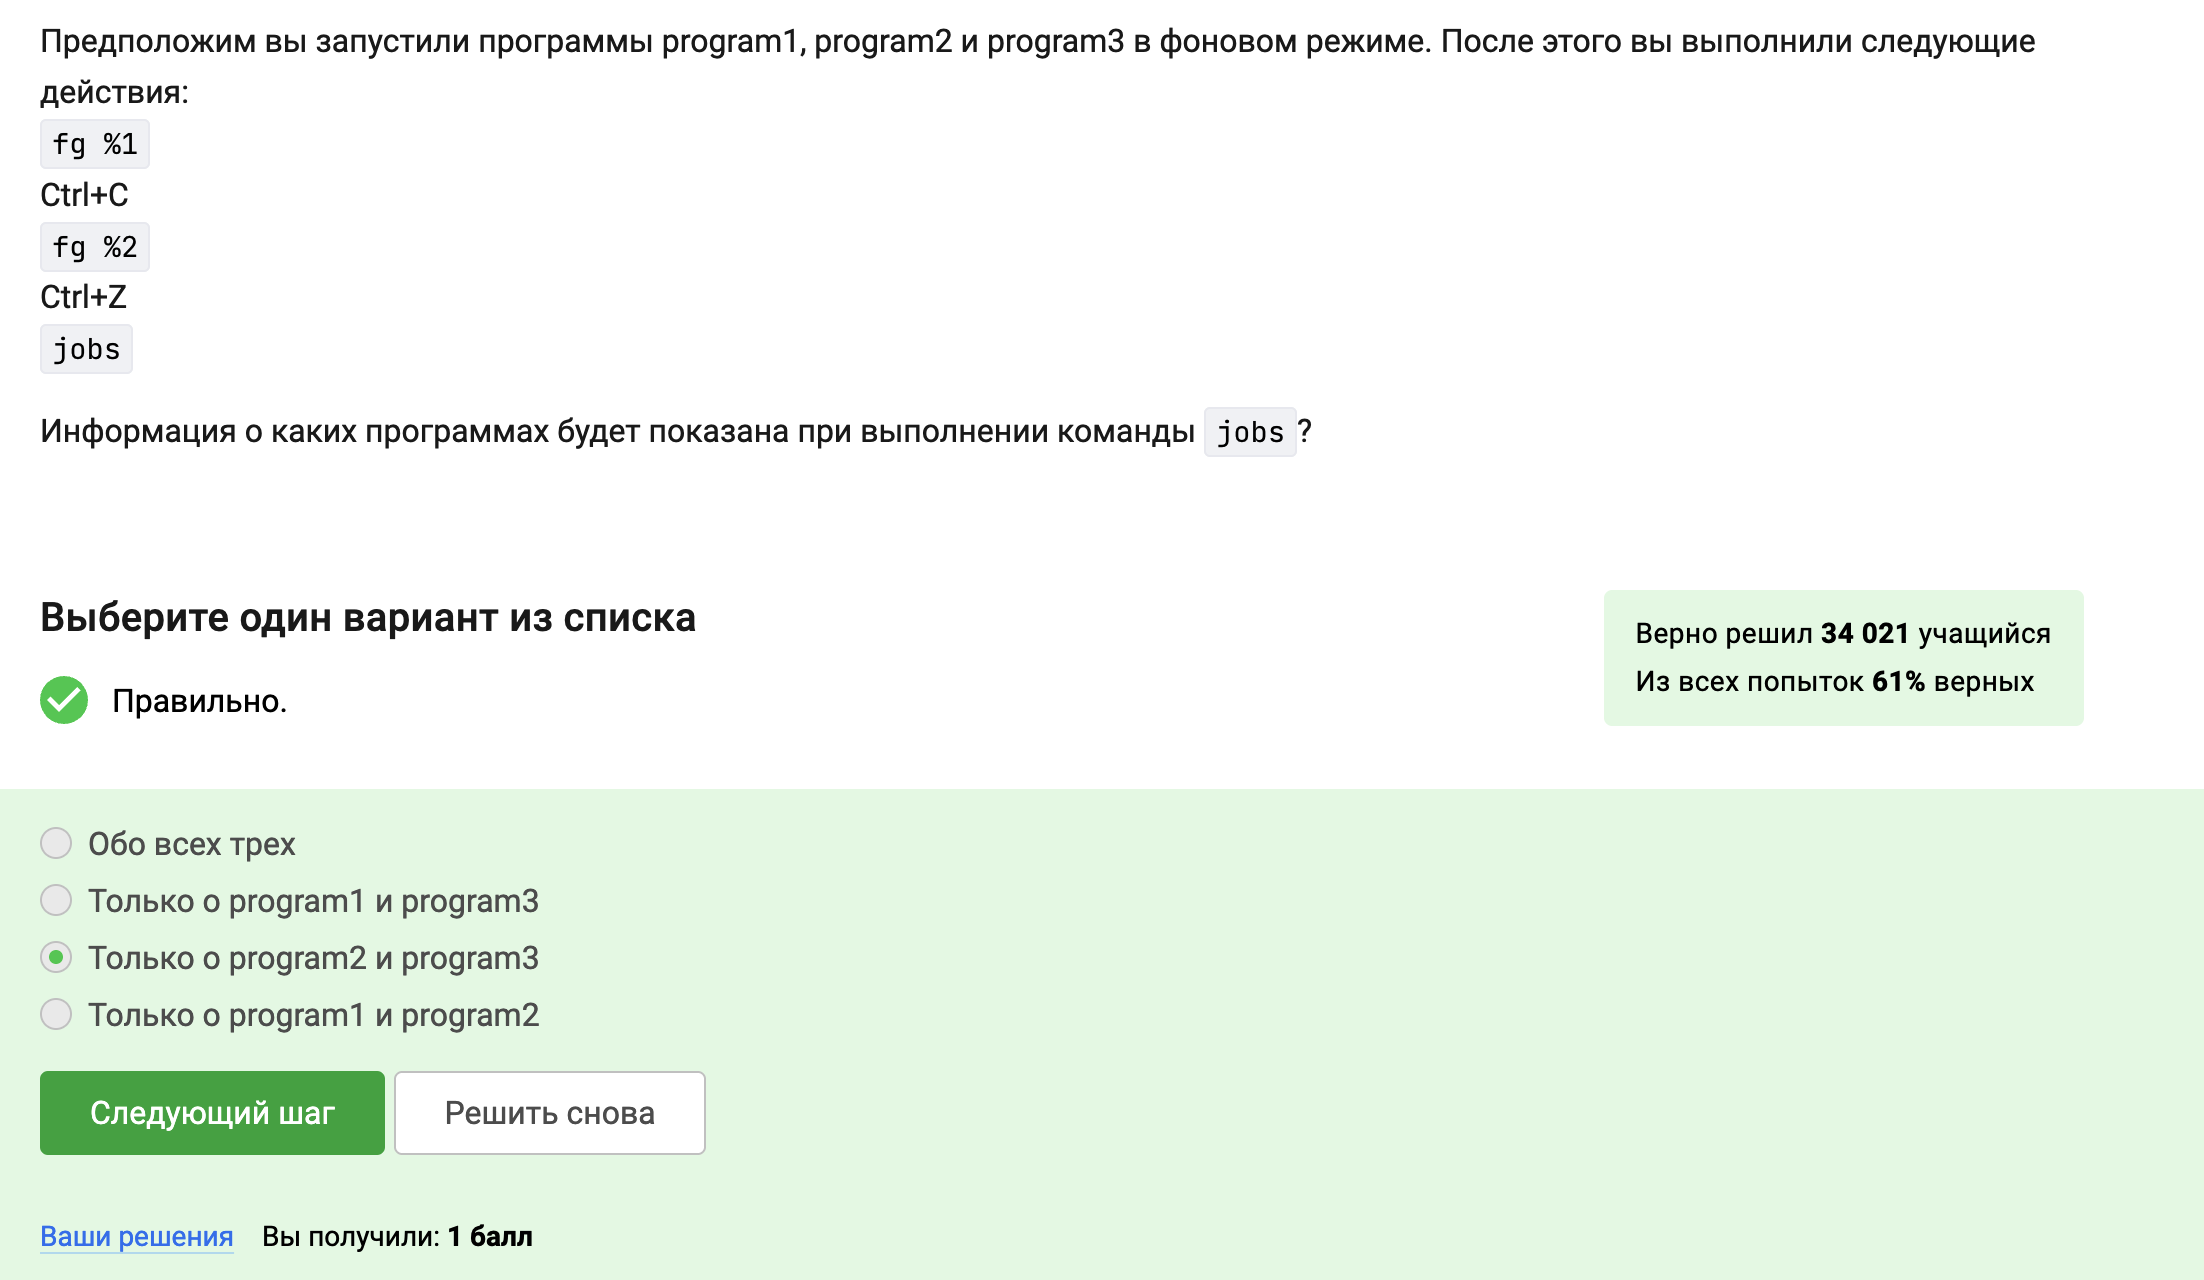 Предположим вы запустили программы program1, program2 и program3 в фоновом режиме. После этого вы выполнили следующие
действия:
fg %1
Ctrl+C
fg %2
Ctrl+Z
jobs
Информация о каких программах будет показана при выполнении команды jobs?
Выберите один вариант из списка
Верно решил 34 021 учащийся
Из всех попыток 61% верных
Правильно.
Обо всех трех
Только о program1 и program3
Только о program2 и program3
Только о program1 и program2
Следующий шаг
Решить снова
Ваши решения Вы получили: 1 балл